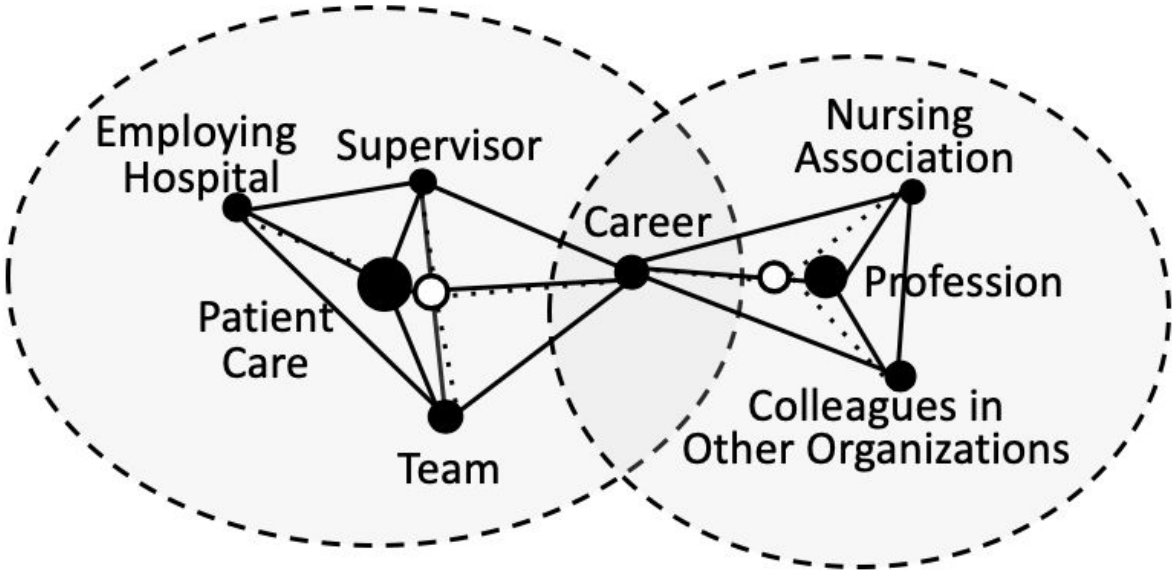 Employing
Hospital
Supervisor
Patient
Care
Team
Career
Nursing
Association
Profession
Colleagues in
Other Organizations